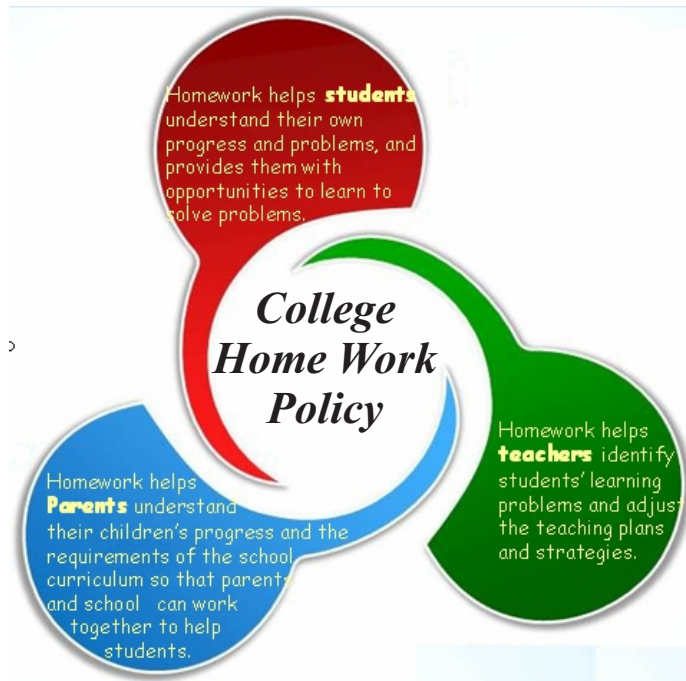 Homework helps students
understand their own
progress and problems, and
provides them with
opportunities to learn to
solve problems.
College
Home Work
Policy
Homework helps
teachers identify
students' learning
problems and adjust
the teaching plans
and strategies.
Homework helps
Parents understand
their children's progress and the
requirements of the school
curriculum so that parents
and school can work
together to help
students.